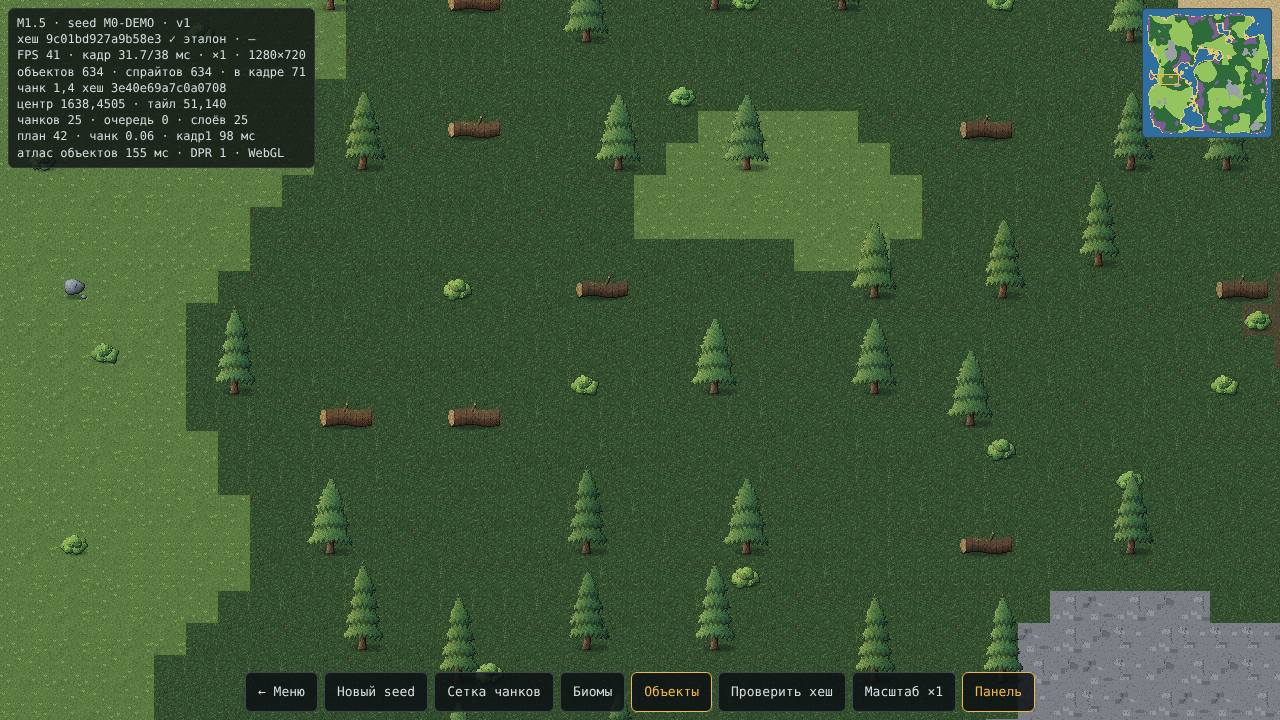 M1.5 · seed M0-DEMO · v1
хеш 9c01bd927a9b58e3 ✓ эталон · —
FPS 41 · кадр 31.7/38 мс · ×1 · 1280×720
объектов 634 · спрайтов 634 · в кадре 71
чанк 1,4 хеш 3e40e69a7c0a0708
центр 1638,4505 · тайл 51,140
чанков 25 · очередь 0 · слоёв 25
план 42 · чанк 0.06 · кадр1 98 мс
атлас объектов 155 мс · DPR 1 · WebGL
← Меню
Новый seed
Сетка чанков
Биомы
Объекты
Проверить хеш
Масштаб ×1
Панель